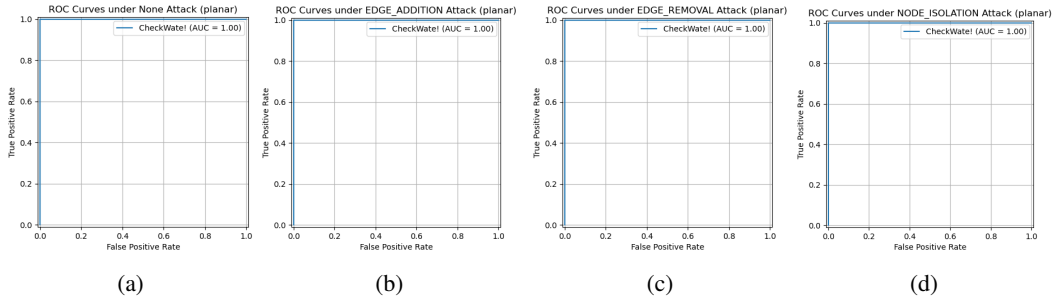 ROC Curves under None Attack (planar)
CheckWate! (AUC = 1.00)
True Positive Rate
1.0
0.8
0.6
0.4
0.2
0.0
0.0 0.2 0.4 0.6 0.8 1.0
False Positive Rate
(a)
ROC Curves under EDGE_ADDITION Attack (planar)
CheckWate! (AUC = 1.00)
True Positive Rate
1.0
0.8
0.6
0.4
0.2
0.0
0.0 0.2 0.4 0.6 0.8 1.0
False Positive Rate
(b)
ROC Curves under EDGE_REMOVAL Attack (planar)
CheckWate! (AUC = 1.00)
True Positive Rate
1.0
0.8
0.6
0.4
0.2
0.0
0.0 0.2 0.4 0.6 0.8 1.0
False Positive Rate
(c)
ROC Curves under NODE_ISOLATION Attack (planar)
CheckWate! (AUC = 1.00)
True Positive Rate
1.0
0.8
0.6
0.4
0.2
0.0
0.0 0.2 0.4 0.6 0.8 1.0
False Positive Rate
(d)